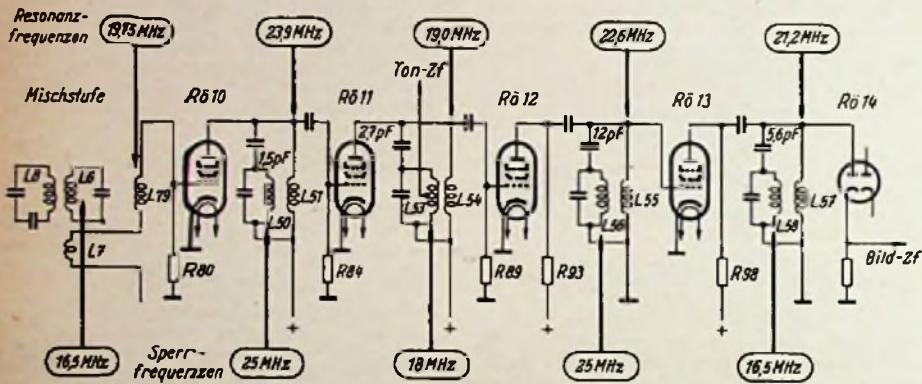 Resonanz-
frequenzen
19,75 MHz
23,9 MHz
19,0 MHz
22,6 MHz
21,2 MHz
Ton-Zf
Mischstufe
Rö 10
Rö 11
Rö 12
Rö 13
Rö 14
2,7pF
12pF
5,6pF
1,5pF
L8
L6
L79
L50
L51
L53
L54
L56
L55
L58
L57
L7
R80
R84
R89
R93
R98
Bild-Zf
+
+
+
+
Sperr-
frequenzen
16,5 MHz
25 MHz
18 MHz
25 MHz
16,5 MHz